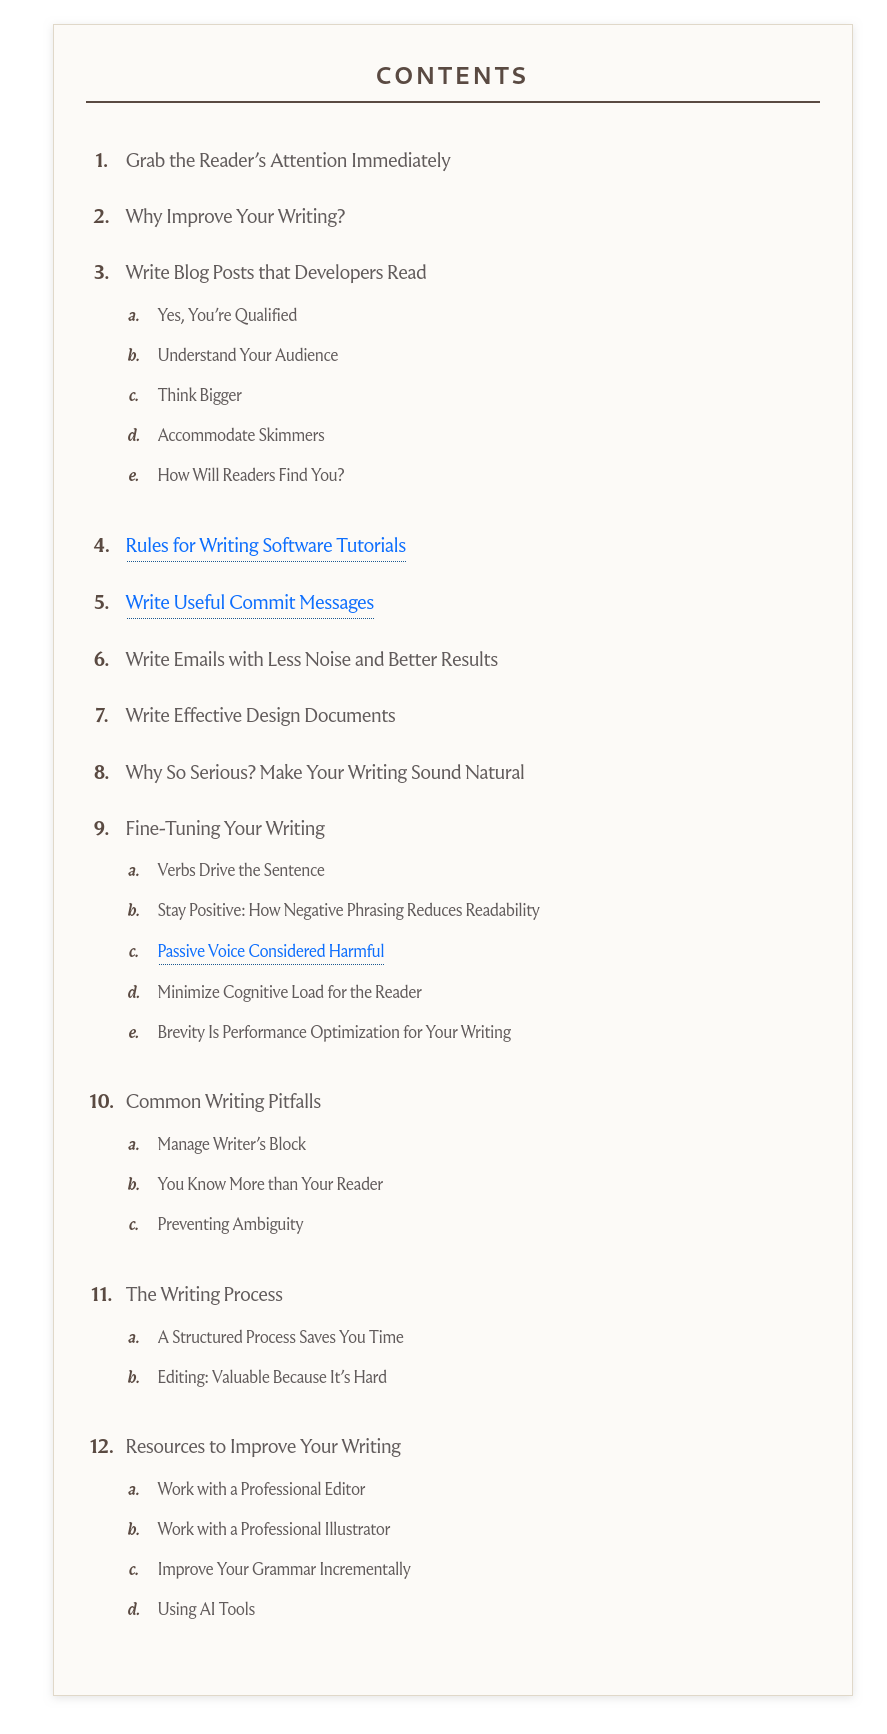 CONTENTS
1. Grab the Reader’s Attention Immediately
2. Why Improve Your Writing?
3. Write Blog Posts that Developers Read
a. Yes, You’re Qualified
b. Understand Your Audience
c. Think Bigger
d. Accommodate Skimmers
e. How Will Readers Find You?
4. Rules for Writing Software Tutorials
5. Write Useful Commit Messages
6. Write Emails with Less Noise and Better Results
7. Write Effective Design Documents
8. Why So Serious? Make Your Writing Sound Natural
9. Fine-Tuning Your Writing
a. Verbs Drive the Sentence
b. Stay Positive: How Negative Phrasing Reduces Readability
c. Passive Voice Considered Harmful
d. Minimize Cognitive Load for the Reader
e. Brevity Is Performance Optimization for Your Writing
10. Common Writing Pitfalls
a. Manage Writer’s Block
b. You Know More than Your Reader
c. Preventing Ambiguity
11. The Writing Process
a. A Structured Process Saves You Time
b. Editing: Valuable Because It’s Hard
12. Resources to Improve Your Writing
a. Work with a Professional Editor
b. Work with a Professional Illustrator
c. Improve Your Grammar Incrementally
d. Using AI Tools